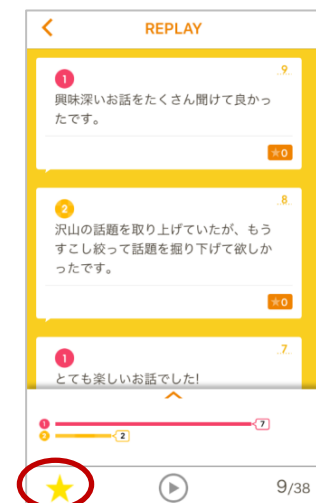 REPLAY
1
..9..
興味深いお話をたくさん聞けて良かっ
たです。
★0
2
..8..
沢山の話題を取り上げていたが、もう
すこし絞って話題を掘り下げて欲しか
ったです。
★0
1
..7..
とても楽しいお話でした!
1
7
2
2
9/38